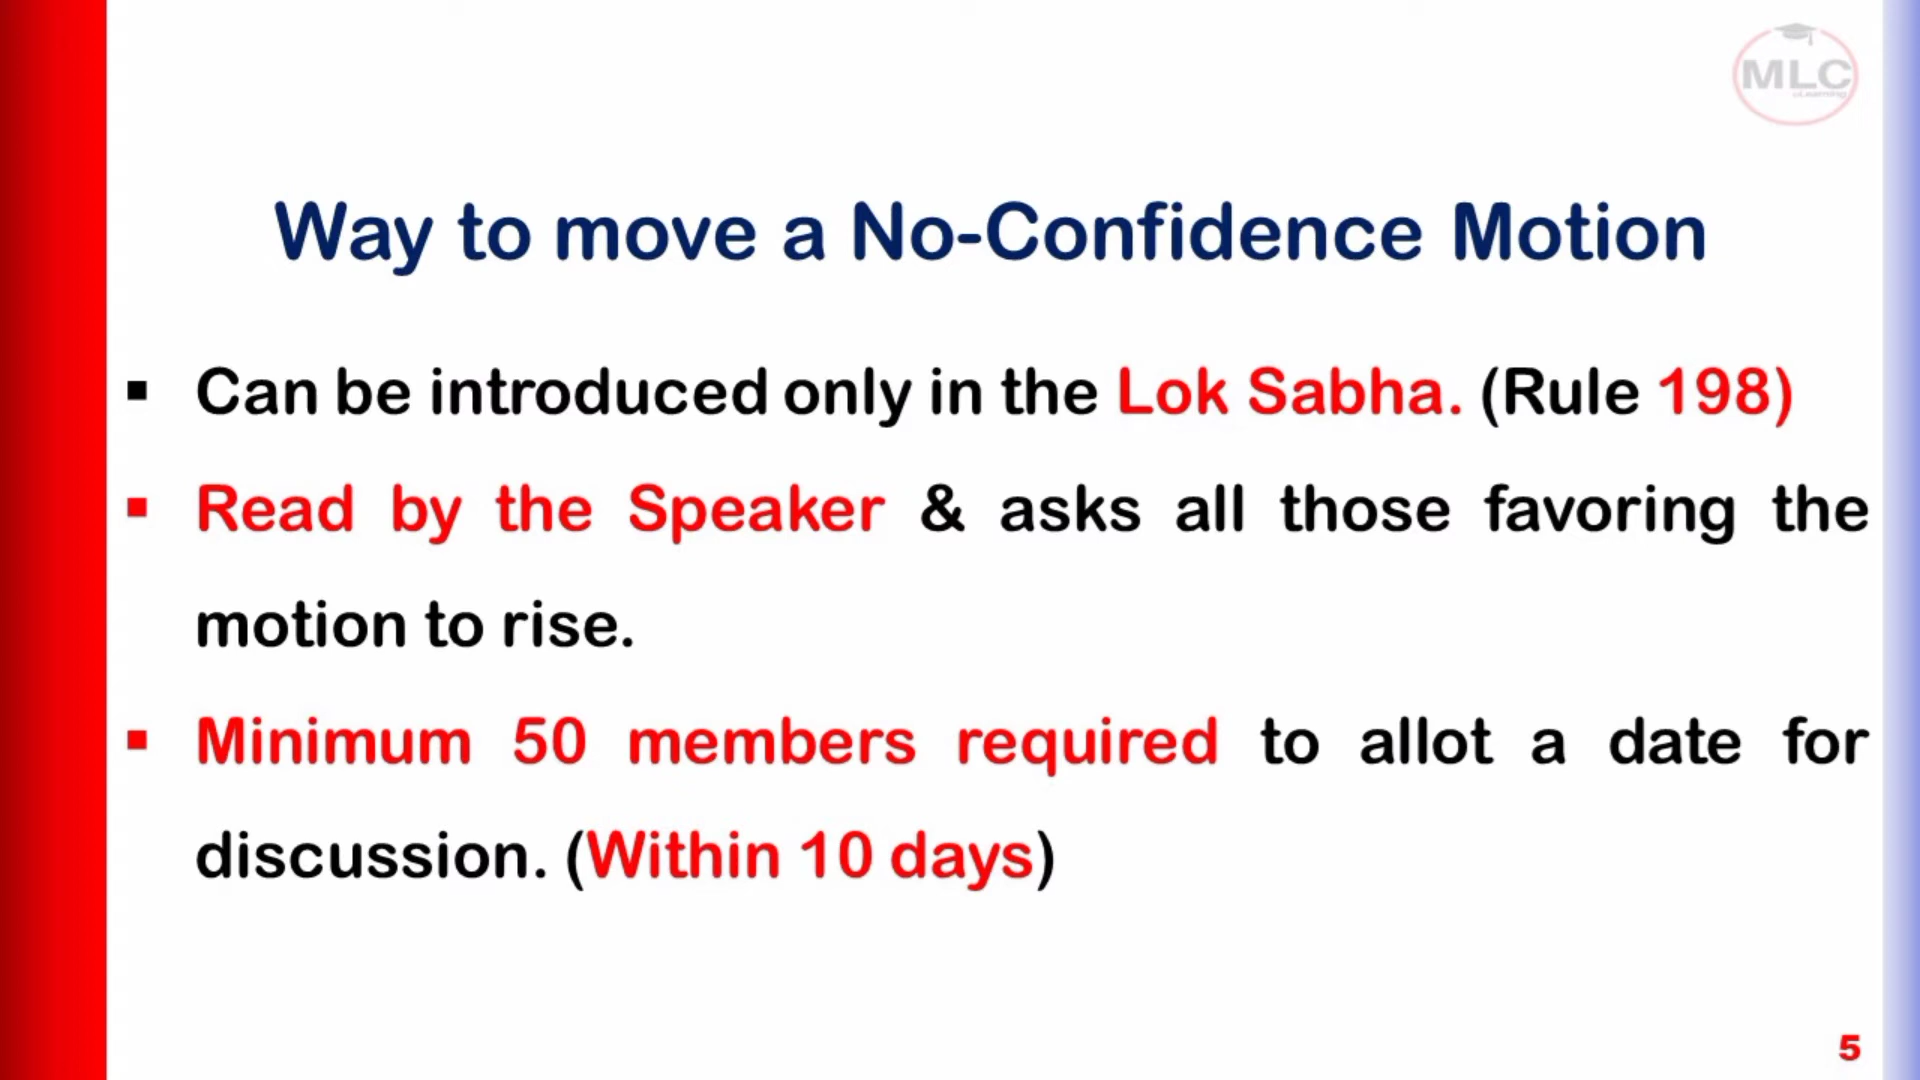 MLC
eLearning
Way to move a No-Confidence Motion
▪ Can be introduced only in the Lok Sabha. (Rule 198)
▪ Read by the Speaker & asks all those favoring the
motion to rise.
▪ Minimum 50 members required to allot a date for
discussion. (Within 10 days)
5